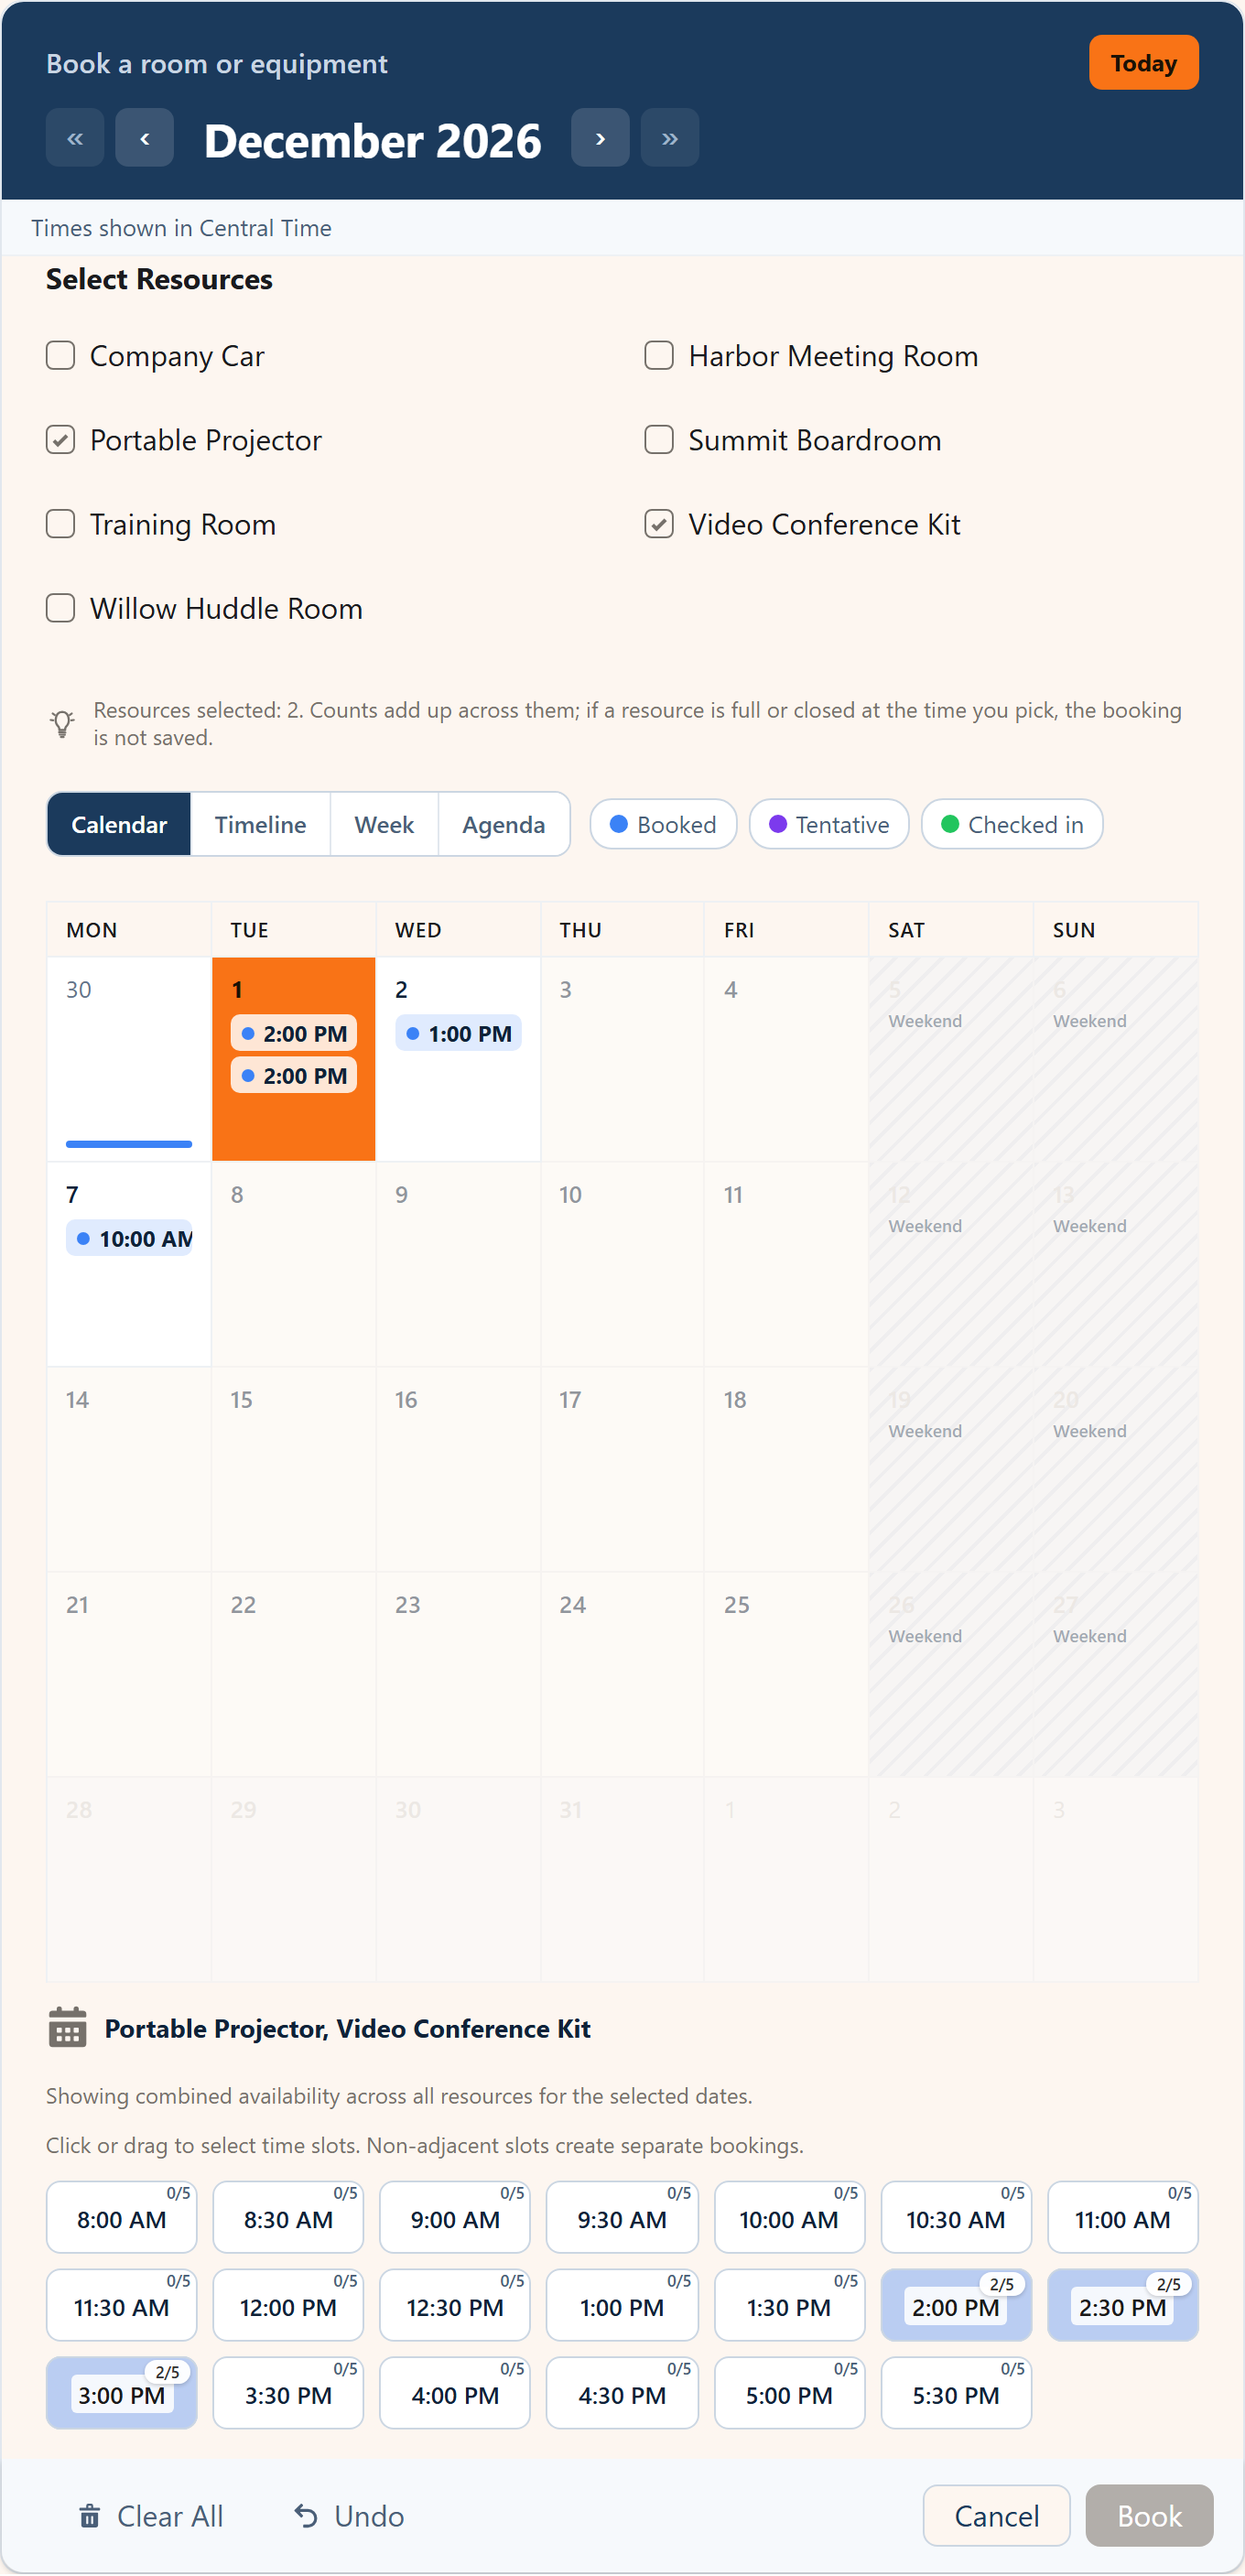 Book a room or equipment
Today
« ‹ December 2026 › »
Times shown in Central Time
Select Resources
Company Car
Harbor Meeting Room
Portable Projector
Summit Boardroom
Training Room
Video Conference Kit
Willow Huddle Room
Resources selected: 2. Counts add up across them; if a resource is full or closed at the time you pick, the booking
is not saved.
Calendar Timeline Week Agenda Booked Tentative Checked in
MON TUE WED THU FRI SAT SUN
30 1 2 3 4 5 6
Weekend Weekend
2:00 PM 1:00 PM
2:00 PM
7 8 9 10 11 12 13
Weekend Weekend
10:00 AM
14 15 16 17 18 19 20
Weekend Weekend
21 22 23 24 25 26 27
Weekend Weekend
28 29 30 31 1 2 3
Portable Projector, Video Conference Kit
Showing combined availability across all resources for the selected dates.
Click or drag to select time slots. Non-adjacent slots create separate bookings.
0/5 0/5 0/5 0/5 0/5 0/5 0/5
8:00 AM 8:30 AM 9:00 AM 9:30 AM 10:00 AM 10:30 AM 11:00 AM
0/5 0/5 0/5 0/5 0/5 2/5 2/5
11:30 AM 12:00 PM 12:30 PM 1:00 PM 1:30 PM 2:00 PM 2:30 PM
2/5 0/5 0/5 0/5 0/5 0/5
3:00 PM 3:30 PM 4:00 PM 4:30 PM 5:00 PM 5:30 PM
Clear All Undo Cancel Book